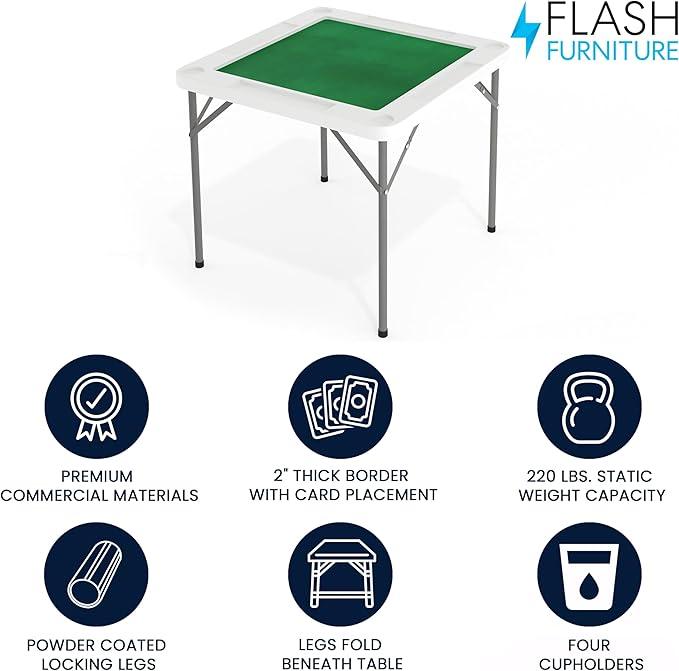 FLASH
FURNITURE
PREMIUM
COMMERCIAL MATERIALS
2" THICK BORDER
WITH CARD PLACEMENT
220 LBS. STATIC
WEIGHT CAPACITY
POWDER COATED
LOCKING LEGS
LEGS FOLD
BENEATH TABLE
FOUR
CUPHOLDERS